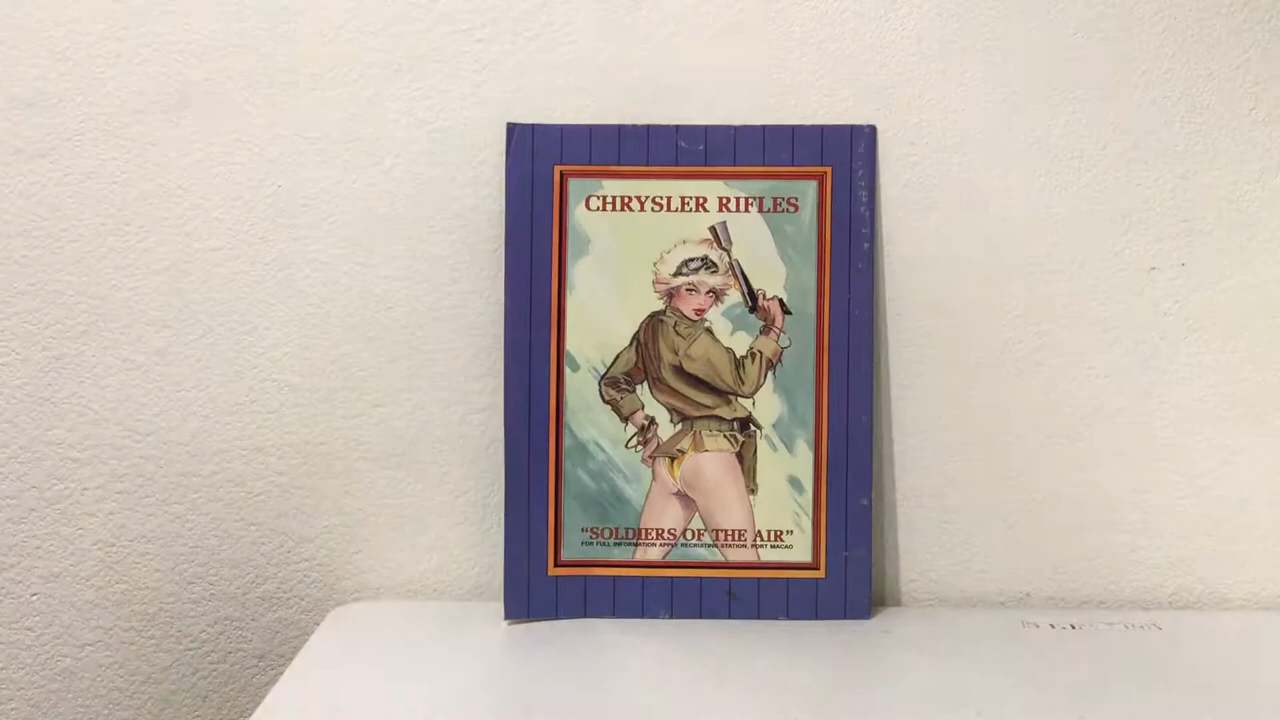 CHRYSLER RIFLES
“SOLDIERS OF THE AIR”
FOR FULL INFORMATION APPLY RECRUITING STATION, PORT MACAO